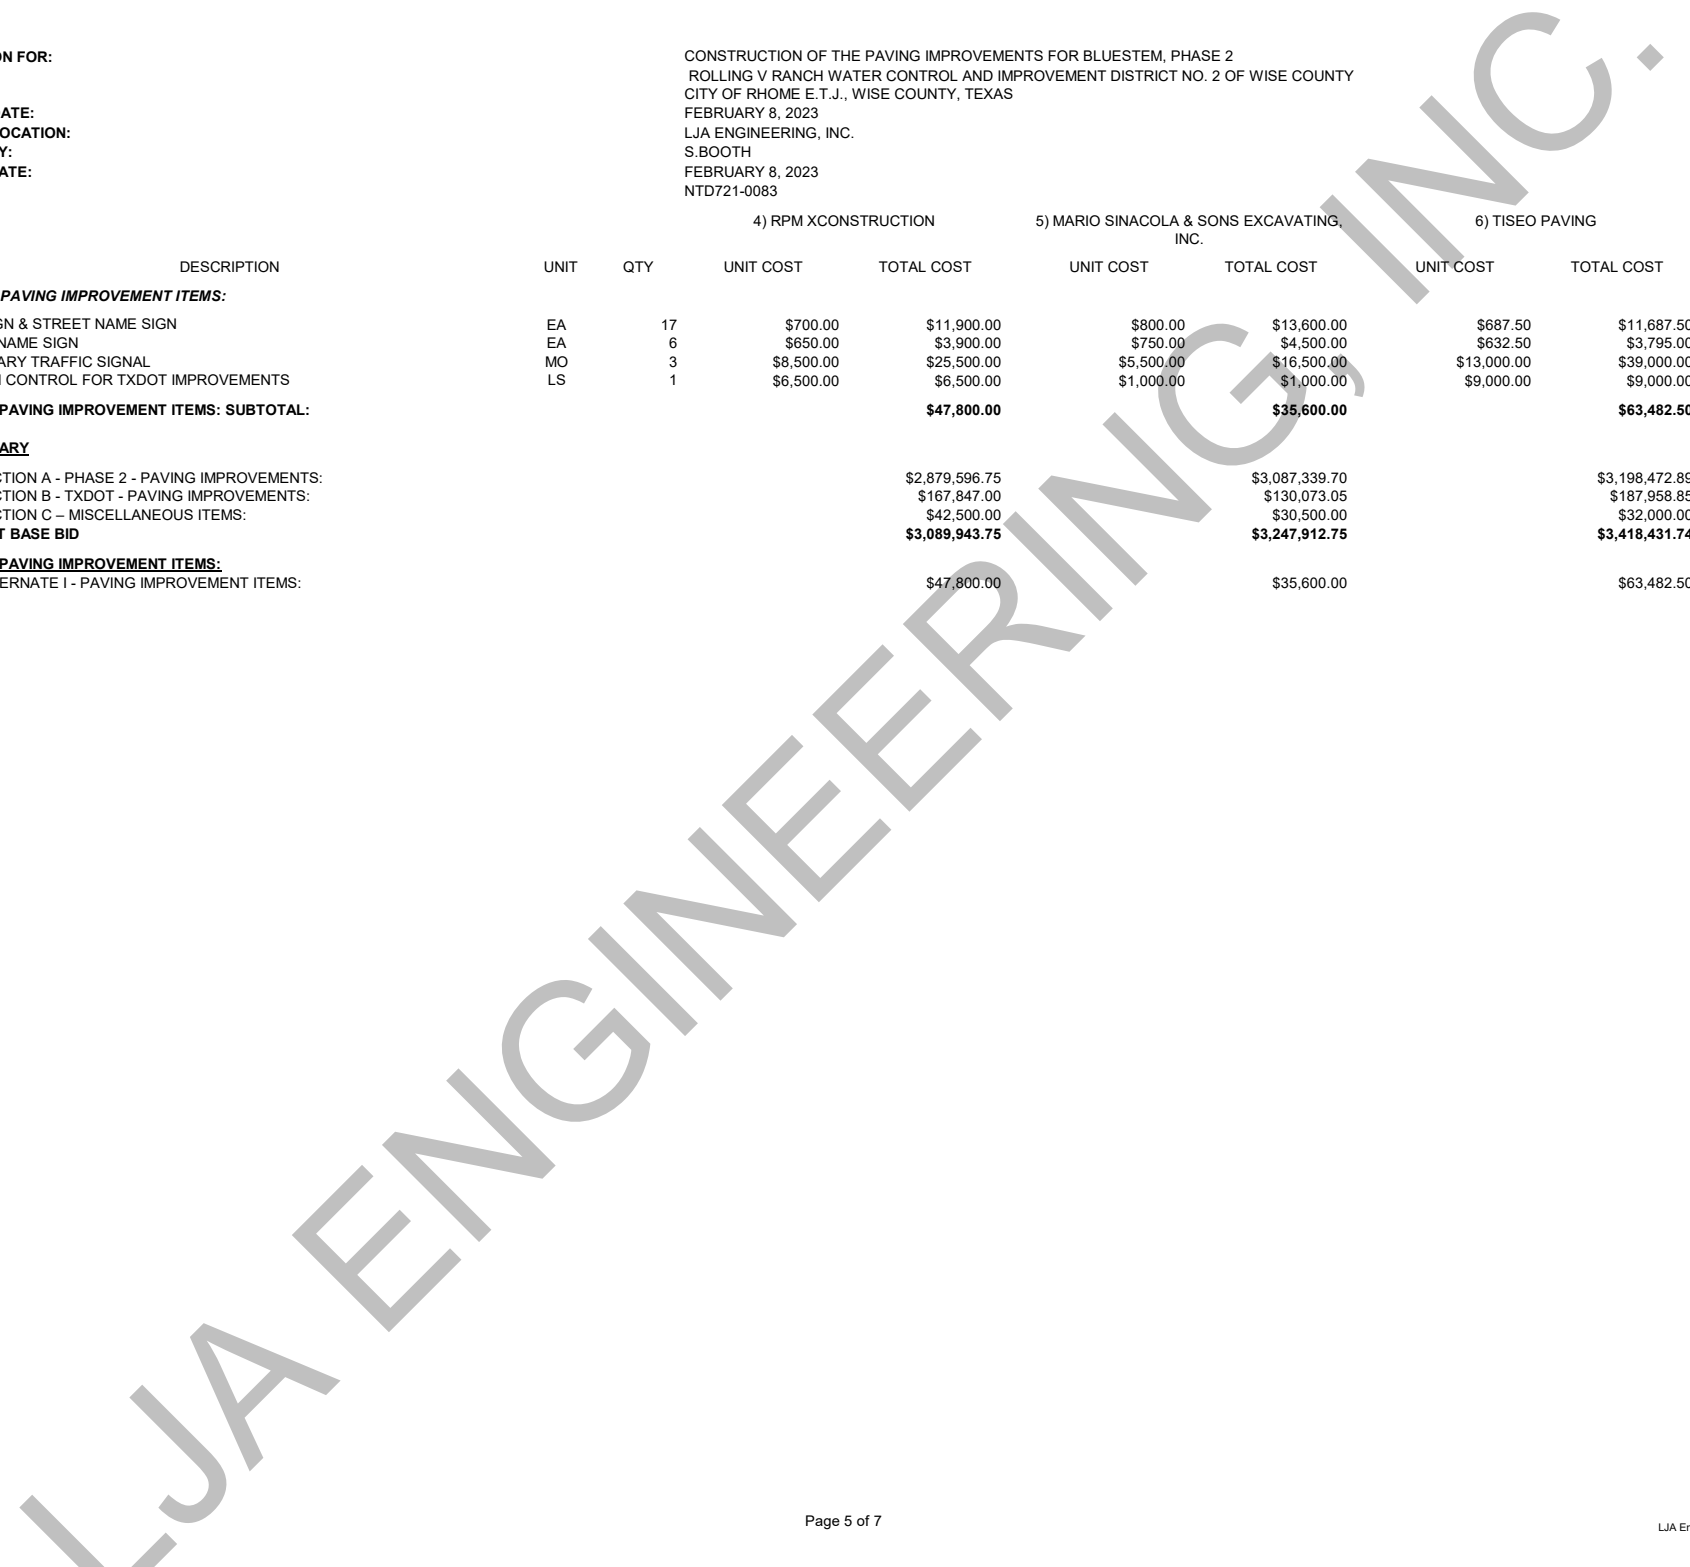 ON FOR: CONSTRUCTION OF THE PAVING IMPROVEMENTS FOR BLUESTEM, PHASE 2
ROLLING V RANCH WATER CONTROL AND IMPROVEMENT DISTRICT NO. 2 OF WISE COUNTY
CITY OF RHOME E.T.J., WISE COUNTY, TEXAS
ATE: FEBRUARY 8, 2023
OCATION: LJA ENGINEERING, INC.
Y: S.BOOTH
ATE: FEBRUARY 8, 2023
NTD721-0083
4) RPM XCONSTRUCTION 5) MARIO SINACOLA & SONS EXCAVATING, 6) TISEO PAVING
INC.
DESCRIPTION UNIT QTY UNIT COST TOTAL COST UNIT COST TOTAL COST UNIT COST TOTAL COST
PAVING IMPROVEMENT ITEMS:
GN & STREET NAME SIGN EA 17 $700.00 $11,900.00 $800.00 $13,600.00 $687.50 $11,687.50
NAME SIGN EA 6 $650.00 $3,900.00 $750.00 $4,500.00 $632.50 $3,795.00
ARY TRAFFIC SIGNAL MO 3 $8,500.00 $25,500.00 $5,500.00 $16,500.00 $13,000.00 $39,000.00
CONTROL FOR TXDOT IMPROVEMENTS LS 1 $6,500.00 $6,500.00 $1,000.00 $1,000.00 $9,000.00 $9,000.00
PAVING IMPROVEMENT ITEMS: SUBTOTAL: $47,800.00 $35,600.00 $63,482.50
ARY
CTION A - PHASE 2 - PAVING IMPROVEMENTS: $2,879,596.75 $3,087,339.70 $3,198,472.89
CTION B - TXDOT - PAVING IMPROVEMENTS: $167,847.00 $130,073.05 $187,958.85
CTION C – MISCELLANEOUS ITEMS: $42,500.00 $30,500.00 $32,000.00
T BASE BID $3,089,943.75 $3,247,912.75 $3,418,431.74
PAVING IMPROVEMENT ITEMS:
ERNATE I - PAVING IMPROVEMENT ITEMS: $47,800.00 $35,600.00 $63,482.50
LJA ENGINEERING, INC.
Page 5 of 7
LJA En